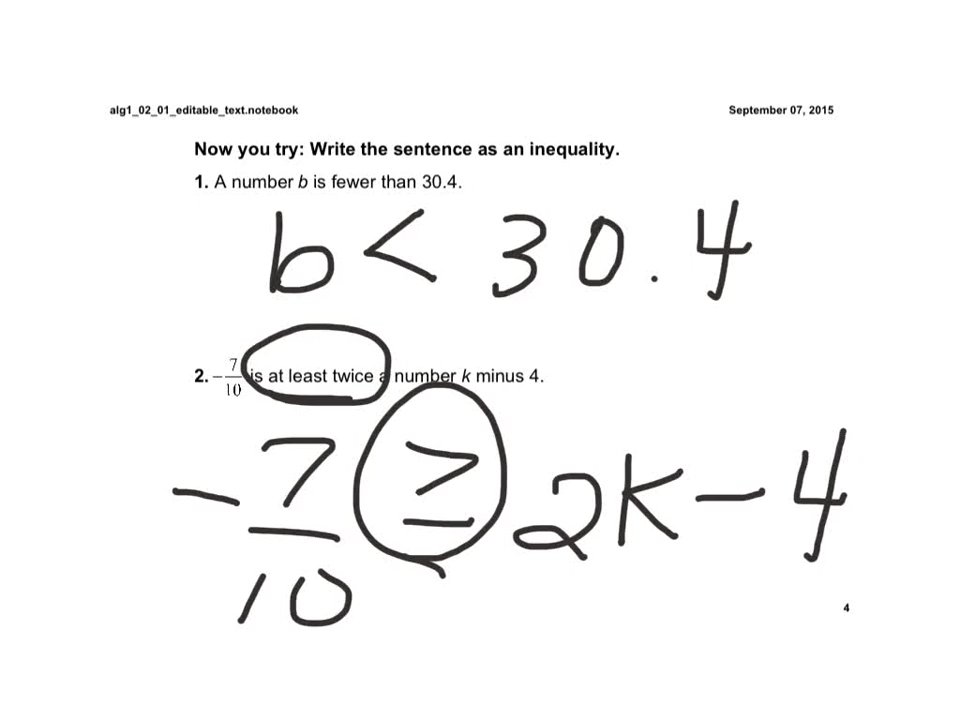 alg1_02_01_editable_text.notebook September 07, 2015
Now you try: Write the sentence as an inequality.
1. A number b is fewer than 30.4.
b < 30.4
2. -7/10 is at least twice a number k minus 4.
-7/10 ≥ 2k - 4
4